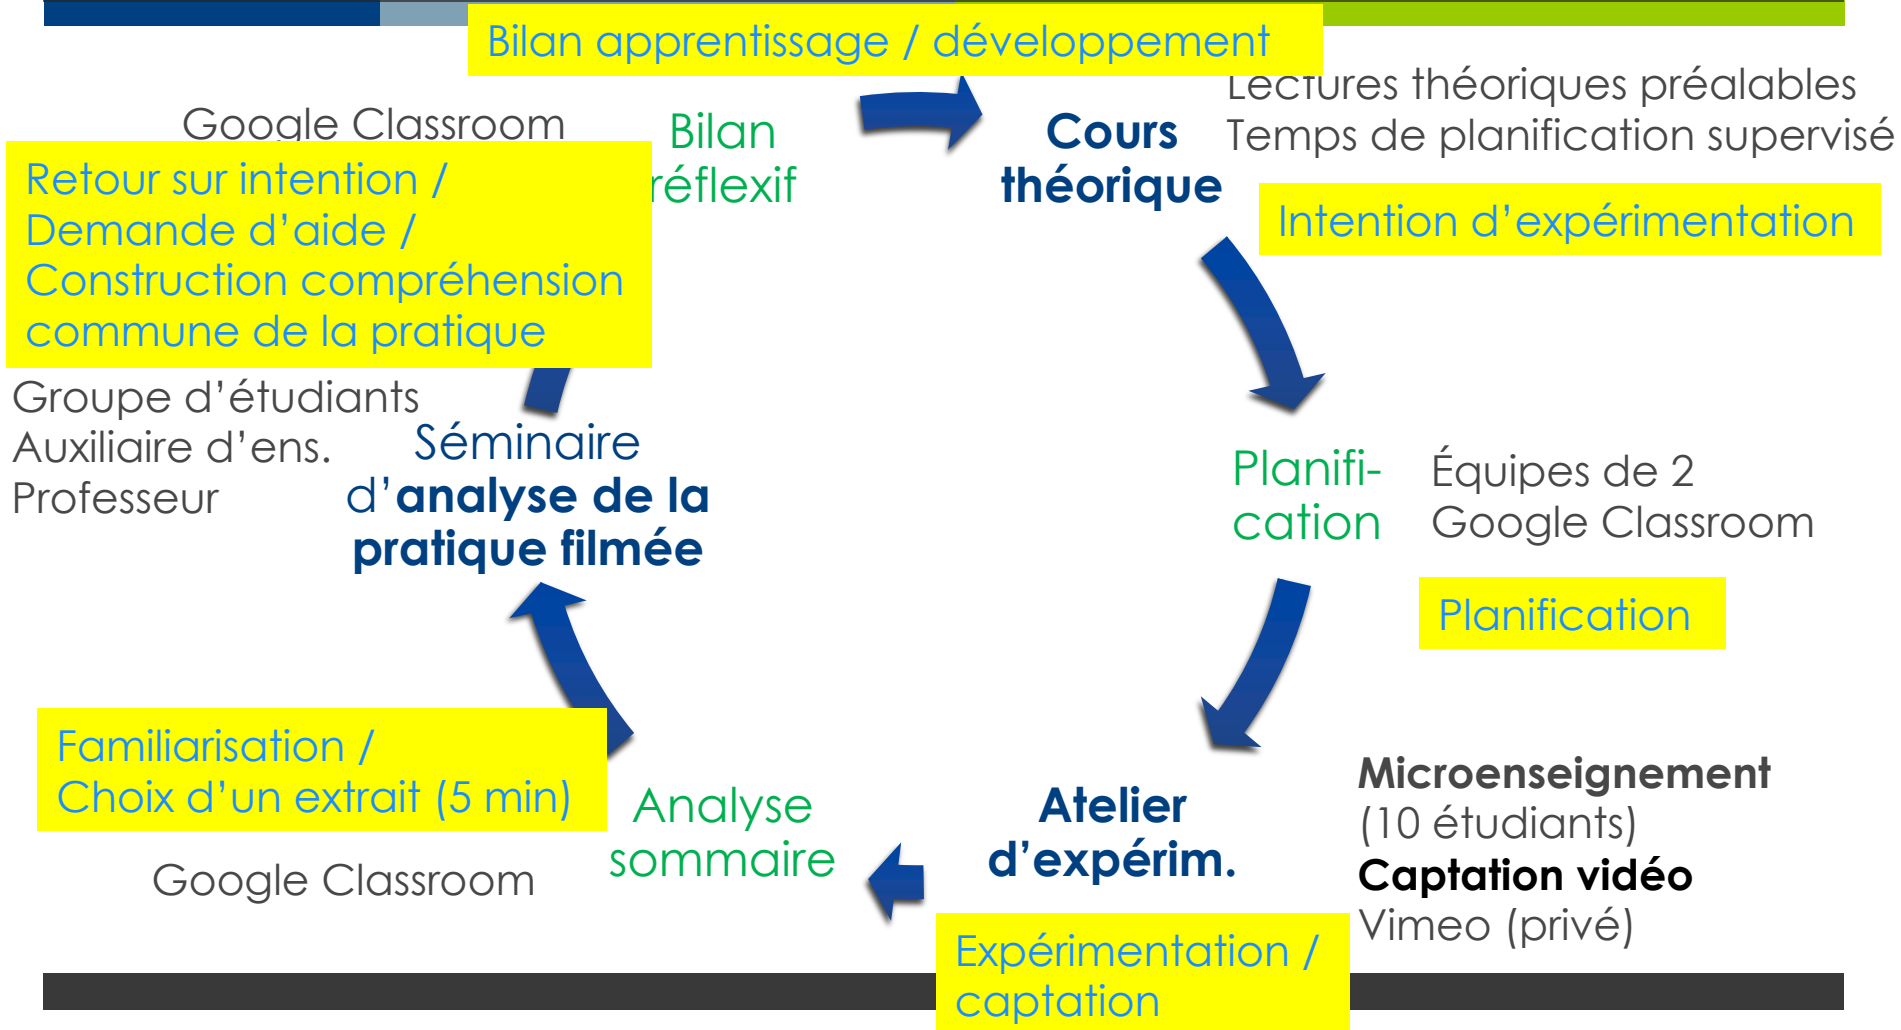 Bilan apprentissage / développement
Lectures théoriques préalables
Temps de planification supervisé
Cours
théorique
Intention d'expérimentation
Planifi-
cation
Équipes de 2
Google Classroom
Planification
Microenseignement
(10 étudiants)
Captation vidéo
Vimeo (privé)
Atelier
d'expérim.
Expérimentation /
captation
Analyse
sommaire
Familiarisation /
Choix d'un extrait (5 min)
Google Classroom
Séminaire
d'analyse de la
pratique filmée
Groupe d'étudiants
Auxiliaire d'ens.
Professeur
Retour sur intention /
Demande d'aide /
Construction compréhension
commune de la pratique
Google Classroom
Bilan
réflexif